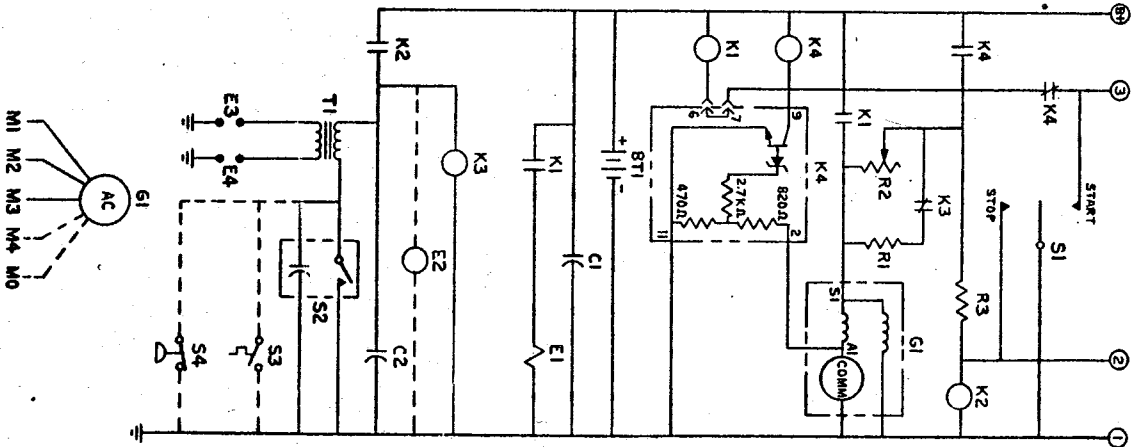 B+
3
2
1
START
K4
S1
STOP
K4
R3
K2
K3
R2
R1
G1
K1
S1
A1
COMM
K4
9
K4
820Ω
2
2.7KΩ
K1
7
6
470Ω
11
+
BT1
-
C1
K1
E1
K3
E2
K2
C2
S2
T1
S3
E3
E4
S4
G1
AC
M1
M2
M3
M4
M0